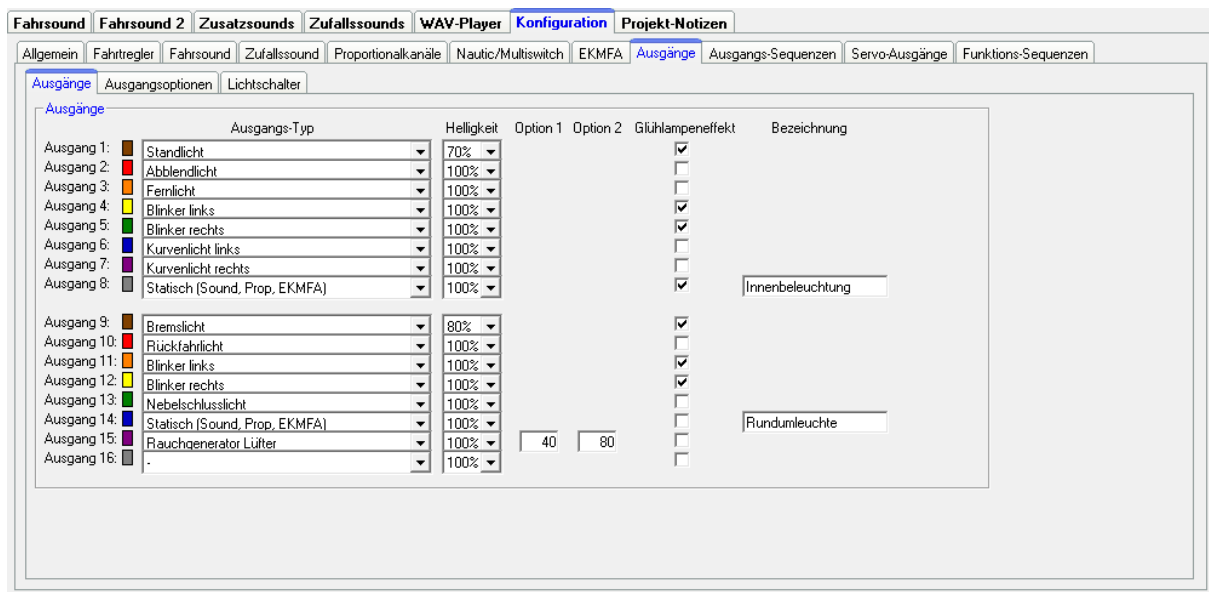 Fahrsound Fahrsound 2 Zusatzsounds Zufallssounds WAV-Player Konfiguration Projekt-Notizen
Allgemein Fahrtregler Fahrsound Zufallssound Proportionalkanäle Nautic/Multiswitch EKMFA Ausgänge Ausgangs-Sequenzen Servo-Ausgänge Funktions-Sequenzen
Ausgänge Ausgangsoptionen Lichtschalter
Ausgänge
Ausgangs-Typ Helligkeit Option 1 Option 2 Glühlampeneffekt Bezeichnung
Ausgang 1: Standlicht 70%
Ausgang 2: Abblendlicht 100%
Ausgang 3: Fernlicht 100%
Ausgang 4: Blinker links 100%
Ausgang 5: Blinker rechts 100%
Ausgang 6: Kurvenlicht links 100%
Ausgang 7: Kurvenlicht rechts 100%
Ausgang 8: Statisch (Sound, Prop, EKMFA) 100% Innenbeleuchtung
Ausgang 9: Bremslicht 80%
Ausgang 10: Rückfahrlicht 100%
Ausgang 11: Blinker links 100%
Ausgang 12: Blinker rechts 100%
Ausgang 13: Nebelschlusslicht 100%
Ausgang 14: Statisch (Sound, Prop, EKMFA) 100% Rundumleuchte
Ausgang 15: Rauchgenerator Lüfter 100% 40 80
Ausgang 16: - 100%